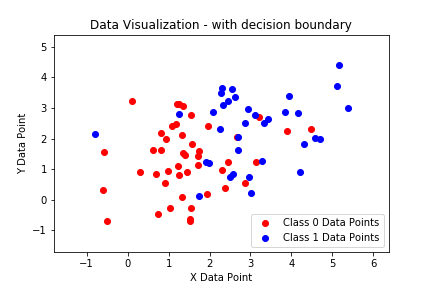 Data Visualization - with decision boundary
Y Data Point
5
4
3
2
1
0
−1
Class 0 Data Points
Class 1 Data Points
−1 0 1 2 3 4 5 6
X Data Point